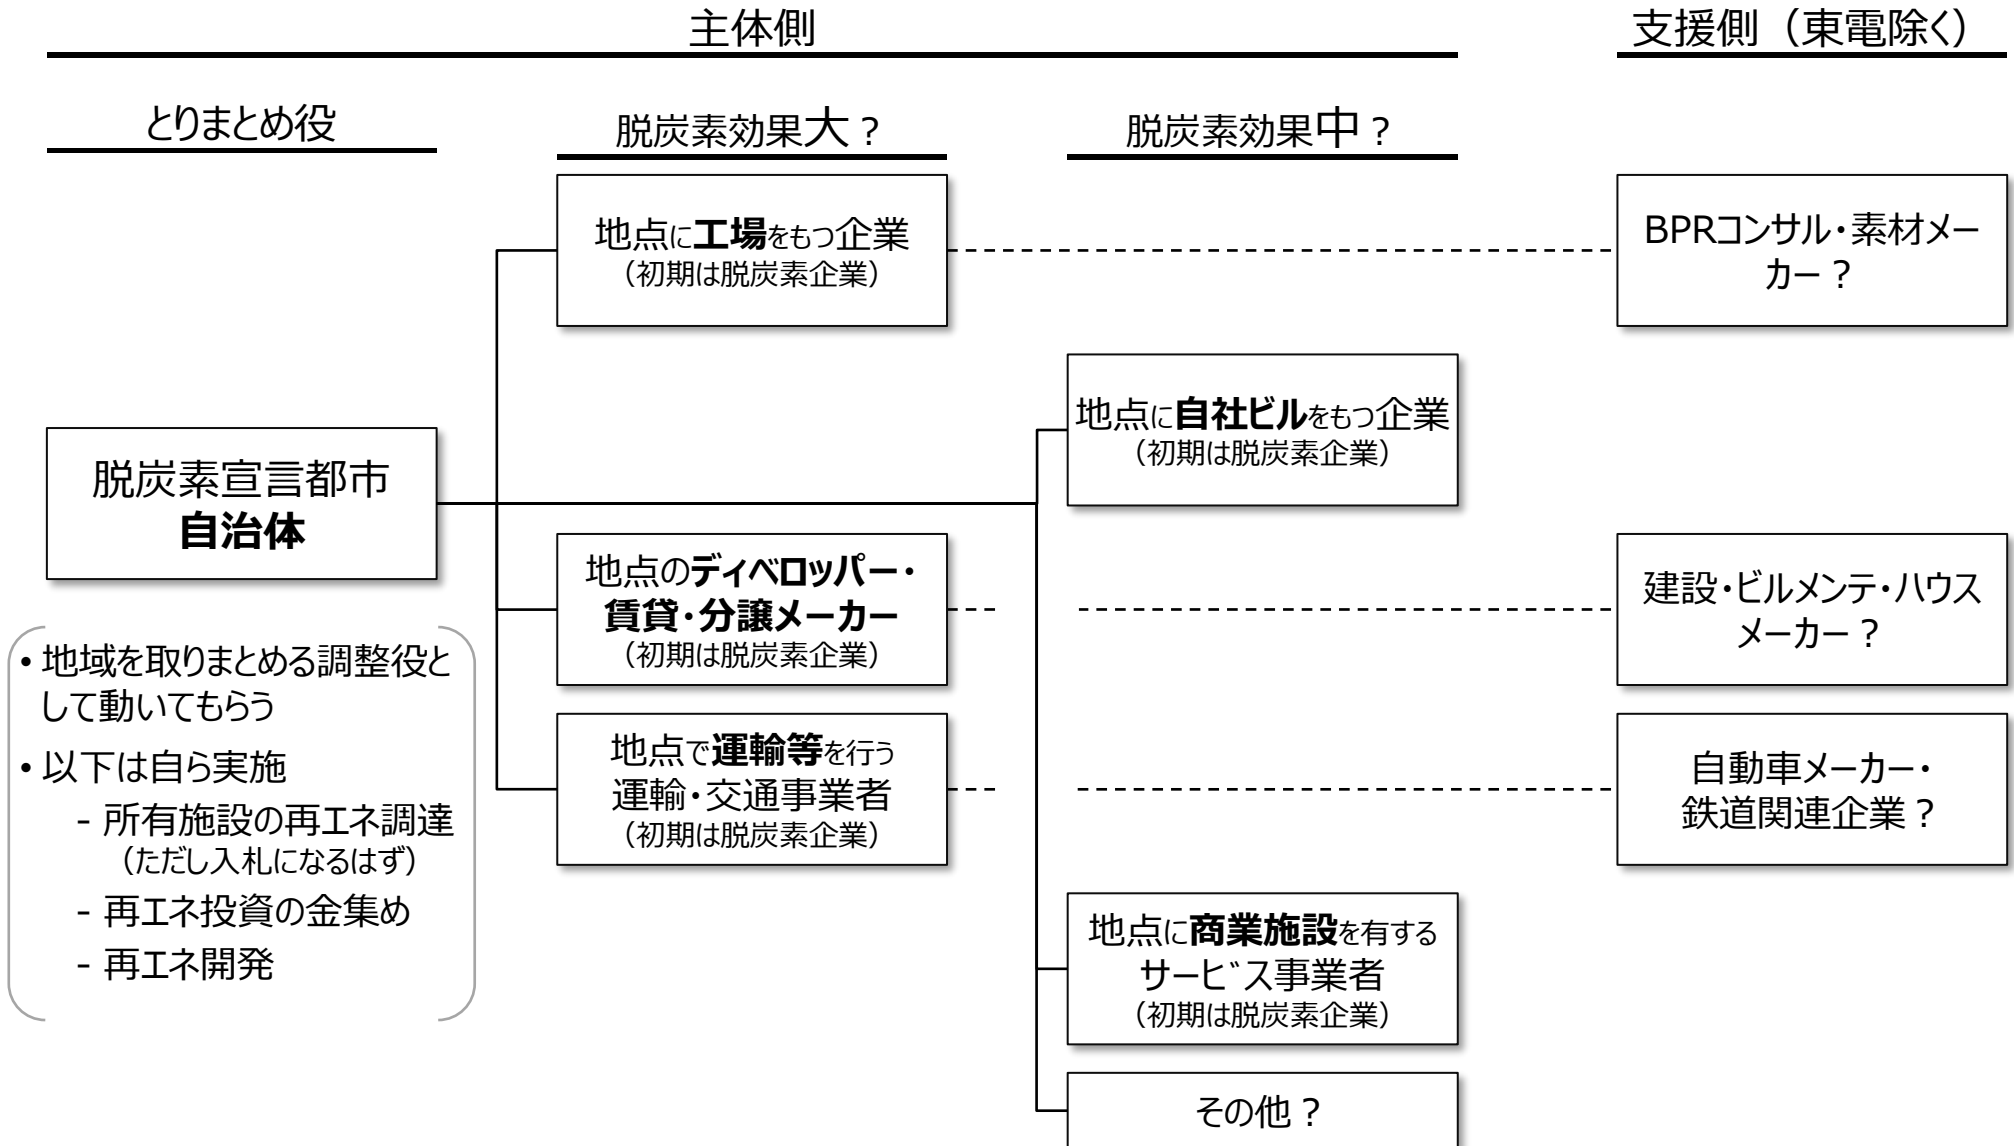 主体側
支援側（東電除く）
とりまとめ役
脱炭素効果大？
脱炭素効果中？
地点に工場をもつ企業
（初期は脱炭素企業）
BPRコンサル・素材メー
カー？
地点に自社ビルをもつ企業
（初期は脱炭素企業）
脱炭素宣言都市
自治体
地点のディベロッパー・
賃貸・分譲メーカー
（初期は脱炭素企業）
建設・ビルメンテ・ハウス
メーカー？
• 地域を取りまとめる調整役と
して動いてもらう
• 以下は自ら実施
- 所有施設の再エネ調達
（ただし入札になるはず）
- 再エネ投資の金集め
- 再エネ開発
地点で運輸等を行う
運輸・交通事業者
（初期は脱炭素企業）
自動車メーカー・
鉄道関連企業？
地点に商業施設を有する
サービス事業者
（初期は脱炭素企業）
その他？